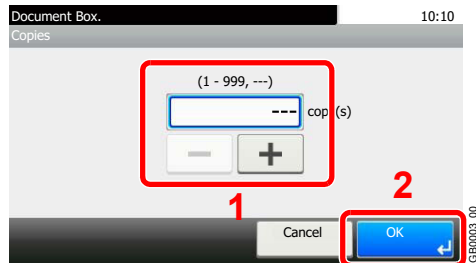 Document Box.
10:10
Copies
(1 - 999, ---)
--- cop (s)
− +
1
2
Cancel
OK
GB0003_00